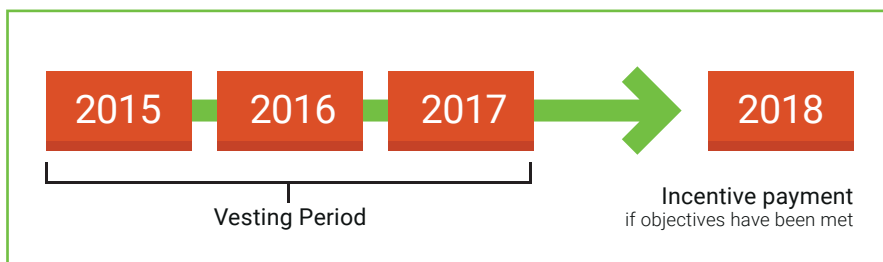 2015 2016 2017 2018
Vesting Period
Incentive payment
if objectives have been met